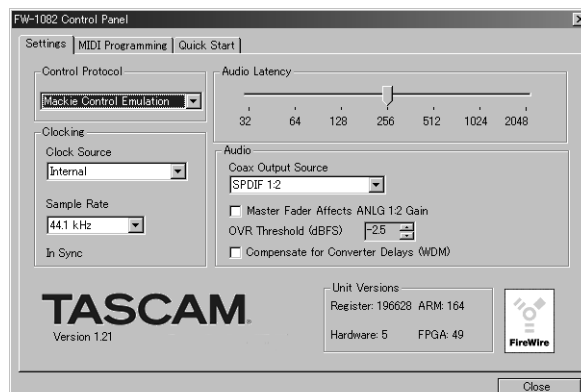 FW-1082 Control Panel
Settings MIDI Programming Quick Start
Control Protocol
Mackie Control Emulation
Audio Latency
32 64 128 256 512 1024 2048
Clocking
Clock Source
Internal
Sample Rate
44.1 kHz
In Sync
Audio
Coax Output Source
SPDIF 1:2
Master Fader Affects ANLG 1:2 Gain
OVR Threshold (dBFS) -2.5
Compensate for Converter Delays (WDM)
TASCAM
Version 1.21
Unit Versions
Register: 196628 ARM: 164
Hardware: 5 FPGA: 49
FireWire
Close